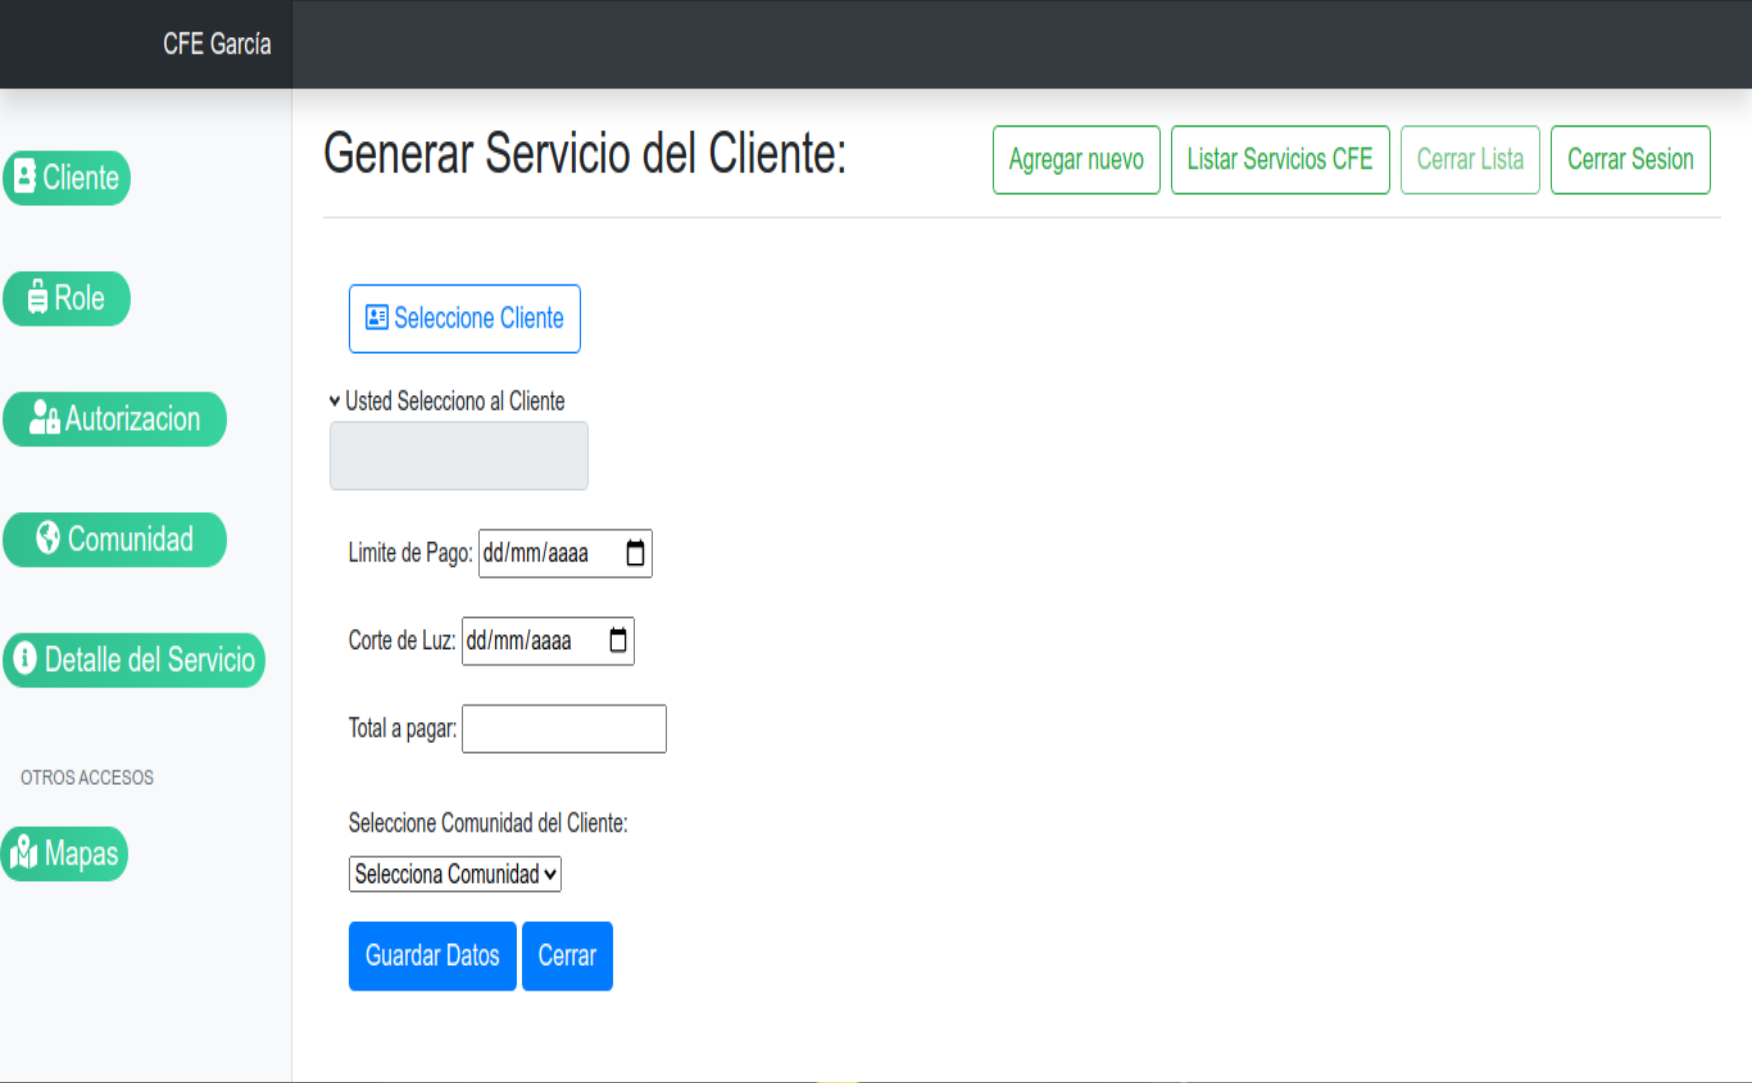 CFE García
Cliente
Role
Autorizacion
Comunidad
Detalle del Servicio
OTROS ACCESOS
Mapas
Generar Servicio del Cliente:
Agregar nuevo
Listar Servicios CFE
Cerrar Lista
Cerrar Sesion
Seleccione Cliente
Usted Selecciono al Cliente
Limite de Pago: dd/mm/aaaa
Corte de Luz: dd/mm/aaaa
Total a pagar:
Seleccione Comunidad del Cliente:
Selecciona Comunidad
Guardar Datos
Cerrar